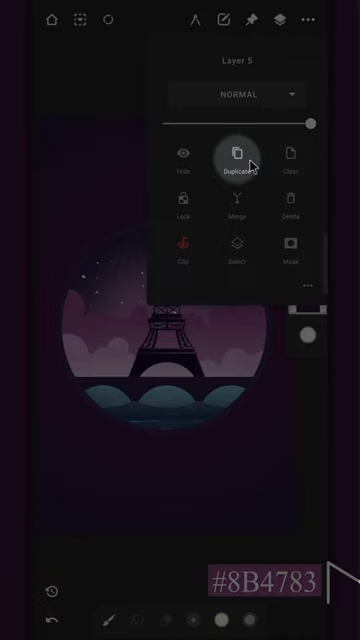 Layer 5
NORMAL
Hide
Duplicate
Clear
Lock
Merge
Delete
Clip
Select
Mask
#8B4783